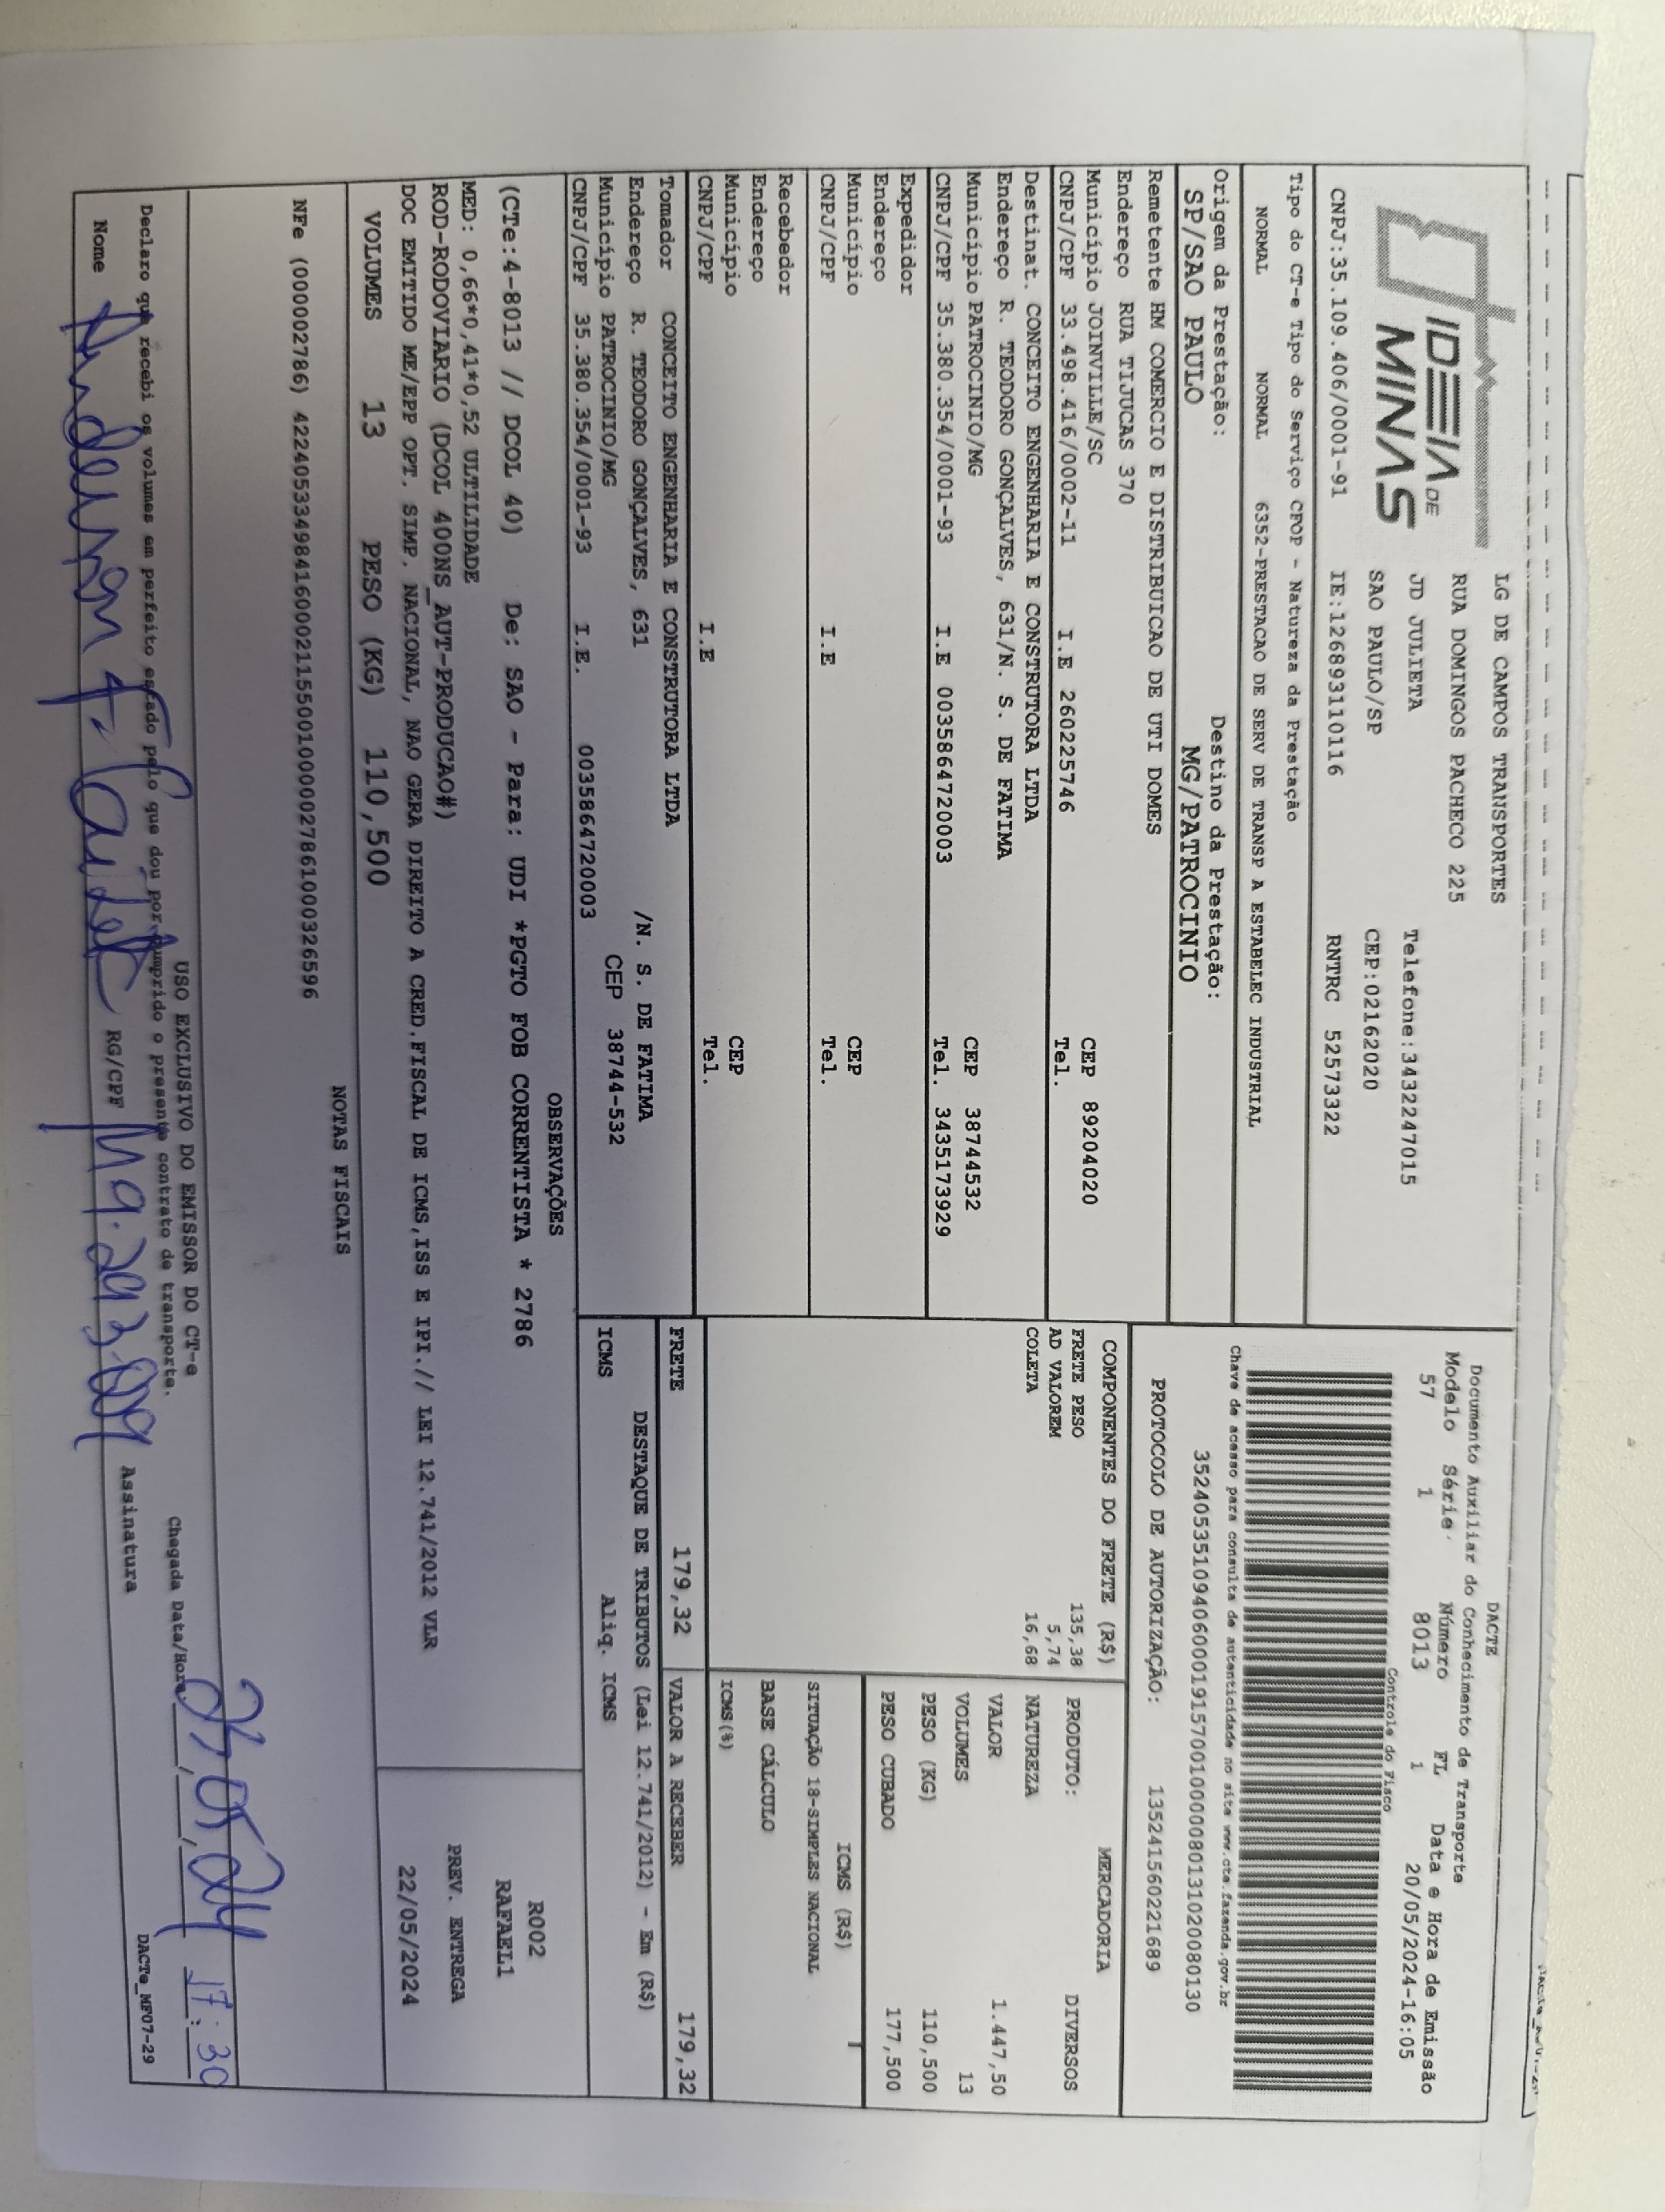 IDEIA DE
MINAS
LG DE CAMPOS TRANSPORTES
RUA DOMINGOS PACHECO 225
JD JULIETA Telefone:3432247015
SAO PAULO/SP CEP:02162020
CNPJ:35.109.406/0001-91 IE:126893110116 RNTRC 52573322
DACTE
Documento Auxiliar do Conhecimento de Transporte
Modelo Série Número FL Data e Hora de Emissão
57 1 8013 1 20/05/2024-16:05
Controle do Fisco
Chave de acesso para consulta de autenticidade no site www.cte.fazenda.gov.br
35240535109406000191570010000080131020080130
PROTOCOLO DE AUTORIZAÇÃO: 135241560221689
Tipo do CT-e Tipo do Serviço CFOP - Natureza da Prestação
NORMAL NORMAL 6352-PRESTACAO DE SERV DE TRANSP A ESTABELEC INDUSTRIAL
Origem da Prestação: Destino da Prestação:
SP/SAO PAULO MG/PATROCINIO
Remetente HM COMERCIO E DISTRIBUICAO DE UTI DOMES
Endereço RUA TIJUCAS 370
Município JOINVILLE/SC CEP 89204020
CNPJ/CPF 33.498.416/0002-11 I.E 260225746 Tel.
Destinat. CONCEITO ENGENHARIA E CONSTRUTORA LTDA
Endereço R. TEODORO GONÇALVES, 631/N. S. DE FATIMA
Município PATROCINIO/MG CEP 38744532
CNPJ/CPF 35.380.354/0001-93 I.E 0035864720003 Tel. 3435173929
Expedidor
Endereço
Município CEP
CNPJ/CPF I.E Tel.
Recebedor
Endereço
Município CEP
CNPJ/CPF I.E Tel.
Tomador CONCEITO ENGENHARIA E CONSTRUTORA LTDA
Endereço R. TEODORO GONÇALVES, 631 /N. S. DE FATIMA
Município PATROCINIO/MG CEP 38744-532
CNPJ/CPF 35.380.354/0001-93 I.E. 0035864720003
COMPONENTES DO FRETE (R$)
FRETE PESO 135,38
AD VALOREM 5,74
COLETA 16,68
MERCADORIA
PRODUTO: DIVERSOS
NATUREZA
VALOR 1.447,50
VOLUMES 13
PESO (KG) 110,500
PESO CUBADO 177,500
ICMS (R$)
SITUAÇÃO 18-SIMPLES NACIONAL
BASE CÁLCULO
ICMS(%)
FRETE 179,32 VALOR A RECEBER 179,32
DESTAQUE DE TRIBUTOS (Lei 12.741/2012) - Em (R$)
ICMS Aliq. ICMS
OBSERVAÇÕES
(CTe:4-8013 // DCOL 40) De: SAO - Para: UDI *PGTO FOB CORRENTISTA * 2786
MED: 0,66*0,41*0,52 ULTILIDADE
ROD-RODOVIARIO (DCOL 400NS_AUT-PRODUCAO#)
DOC EMITIDO ME/EPP OPT. SIMP. NACIONAL, NAO GERA DIREITO A CRED.FISCAL DE ICMS,ISS E IPI.// LEI 12.741/2012 VLR
R002
RAFAEL1
PREV. ENTREGA
22/05/2024
VOLUMES 13 PESO (KG) 110,500
NOTAS FISCAIS
NFe (000002786) 42240533498416000211550010000027861000326596
USO EXCLUSIVO DO EMISSOR DO CT-e
Declaro que recebi os volumes em perfeito estado pelo que dou por cumprido o presente contrato de transporte.
Chegada Data/Hora 17:30
Nome Anderson RG/CPF Assinatura
DACTe_MF07-29